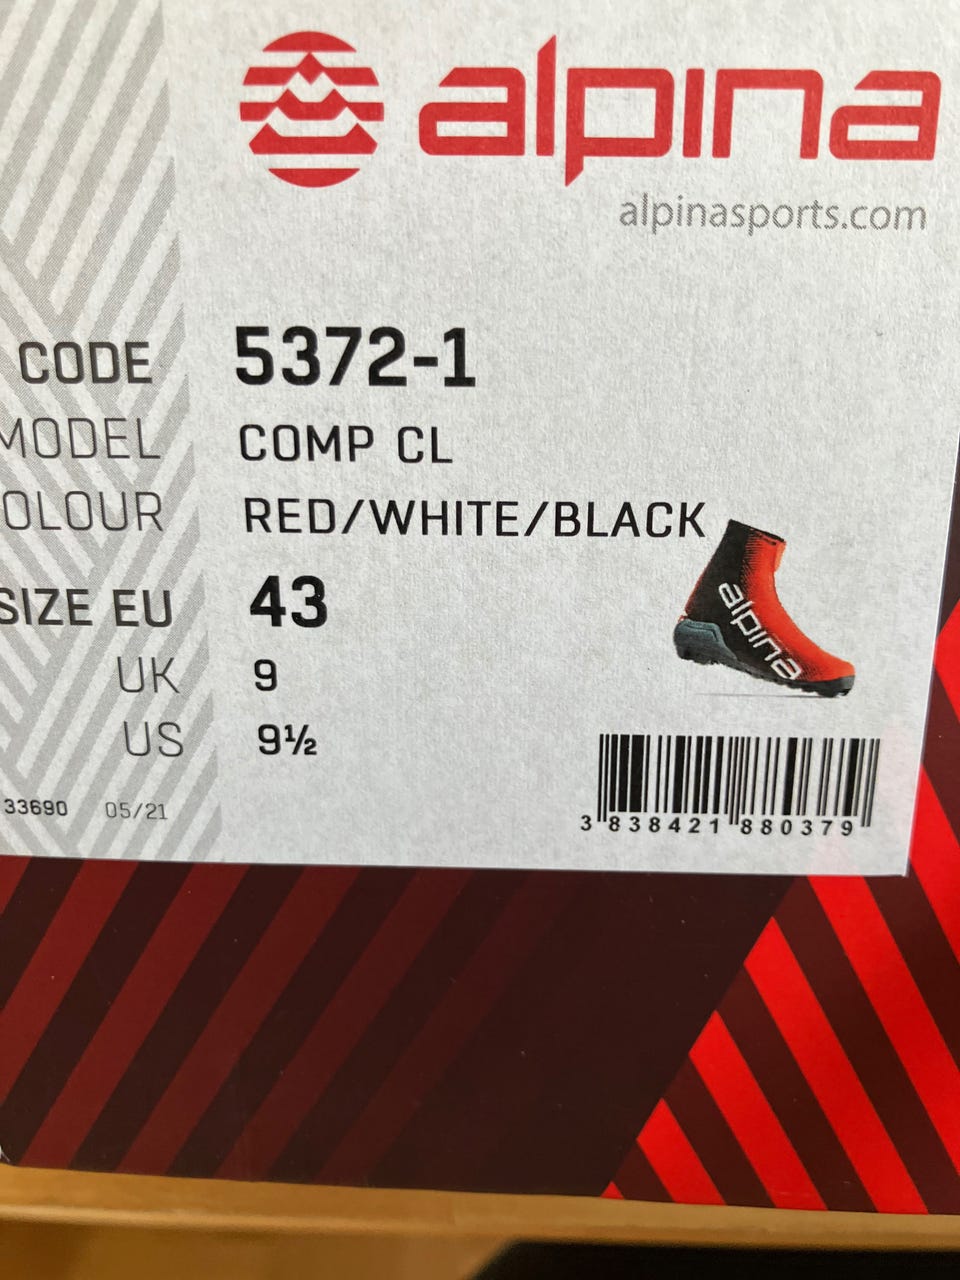 alpina
alpinasports.com
CODE 5372-1
MODEL COMP CL
OLOUR RED/WHITE/BLACK
SIZE EU 43
UK 9
US 9½
33690 05/21
alpina
3 838421 880379